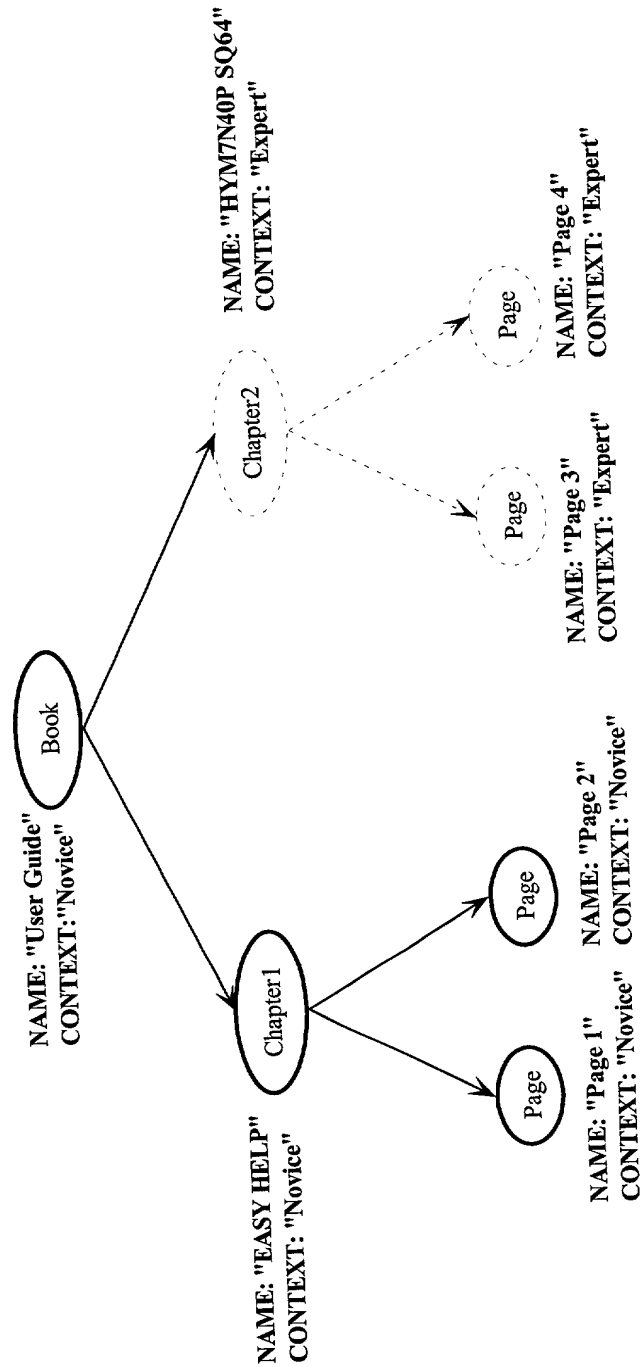 NAME: "User Guide"
CONTEXT:"Novice"
Book
NAME: "EASY HELP"
CONTEXT: "Novice"
Chapter1
Chapter2
NAME: "HYM7N40P SQ64"
CONTEXT: "Expert"
Page
Page
Page
Page
NAME: "Page 1"
CONTEXT: "Novice"
NAME: "Page 2"
CONTEXT: "Novice"
NAME: "Page 3"
CONTEXT: "Expert"
NAME: "Page 4"
CONTEXT: "Expert"